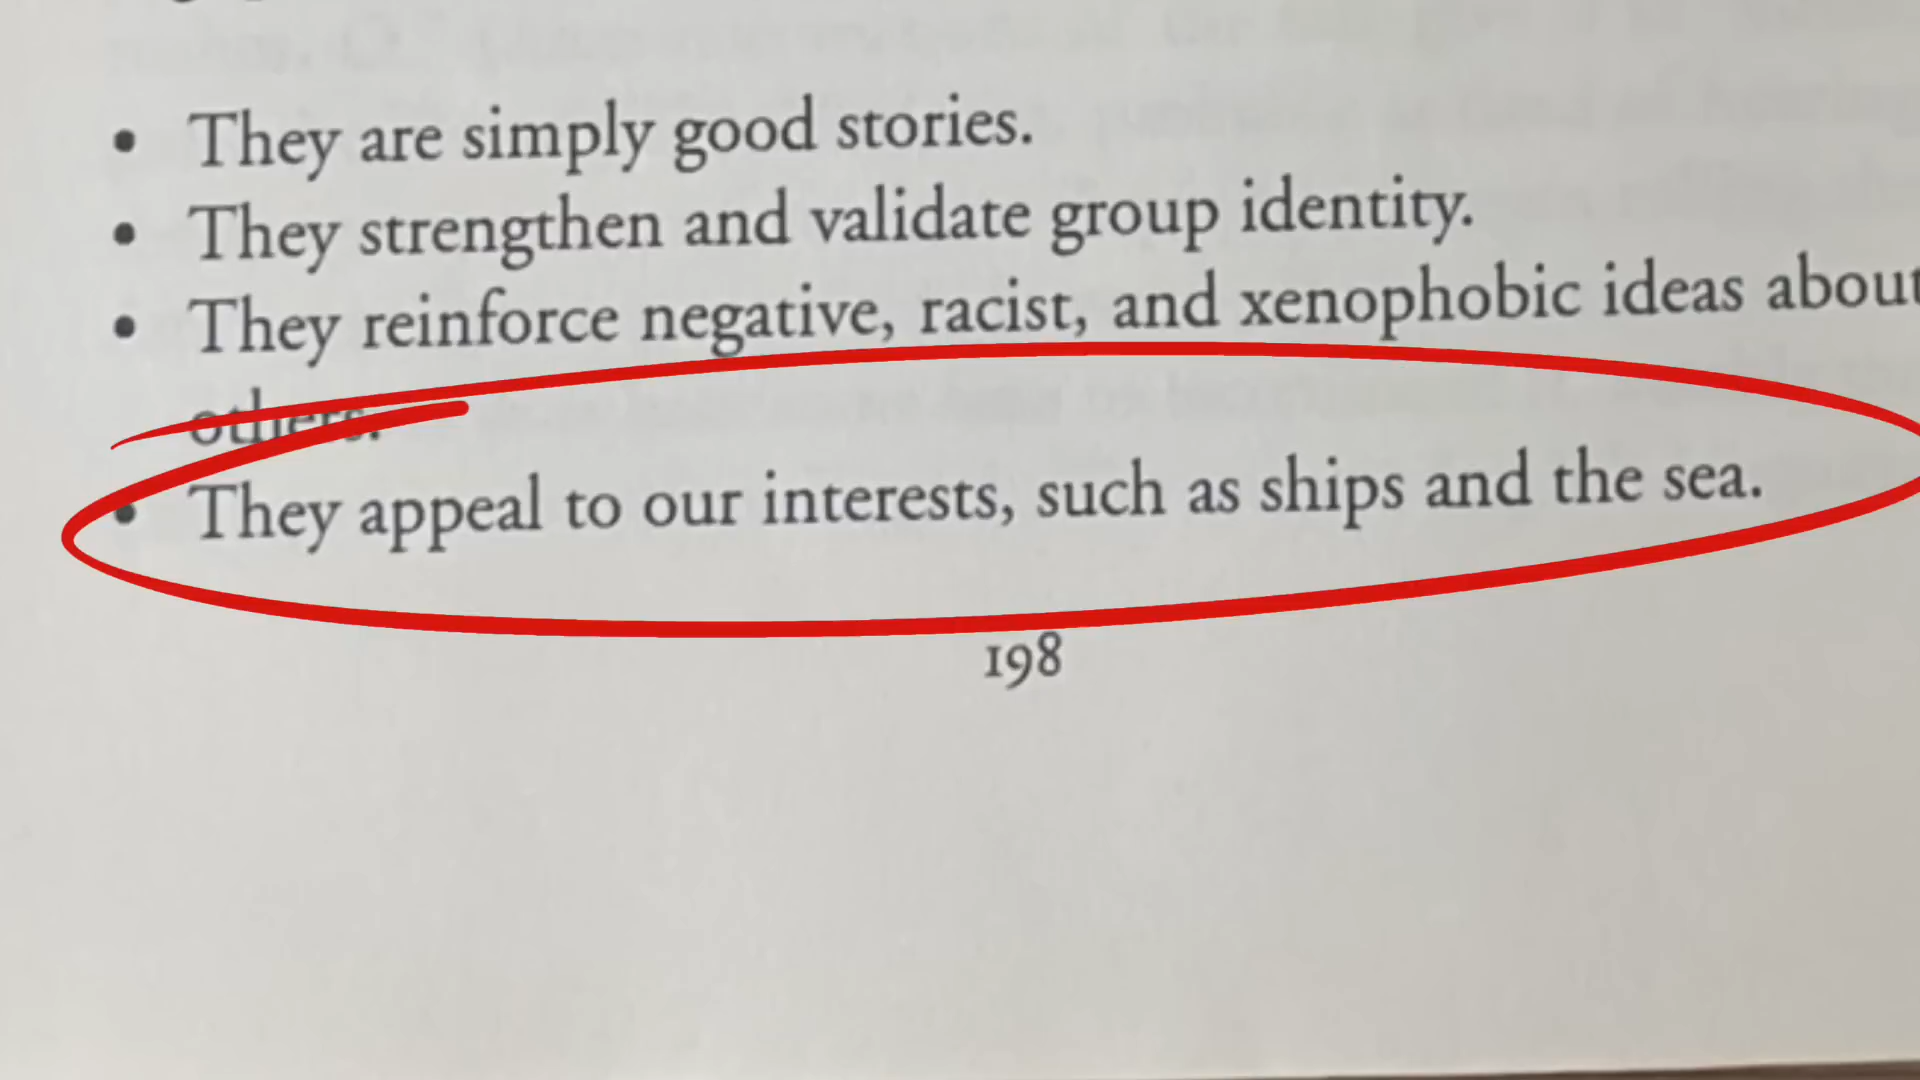 • They are simply good stories.
• They strengthen and validate group identity.
• They reinforce negative, racist, and xenophobic ideas about
others.
• They appeal to our interests, such as ships and the sea.
198